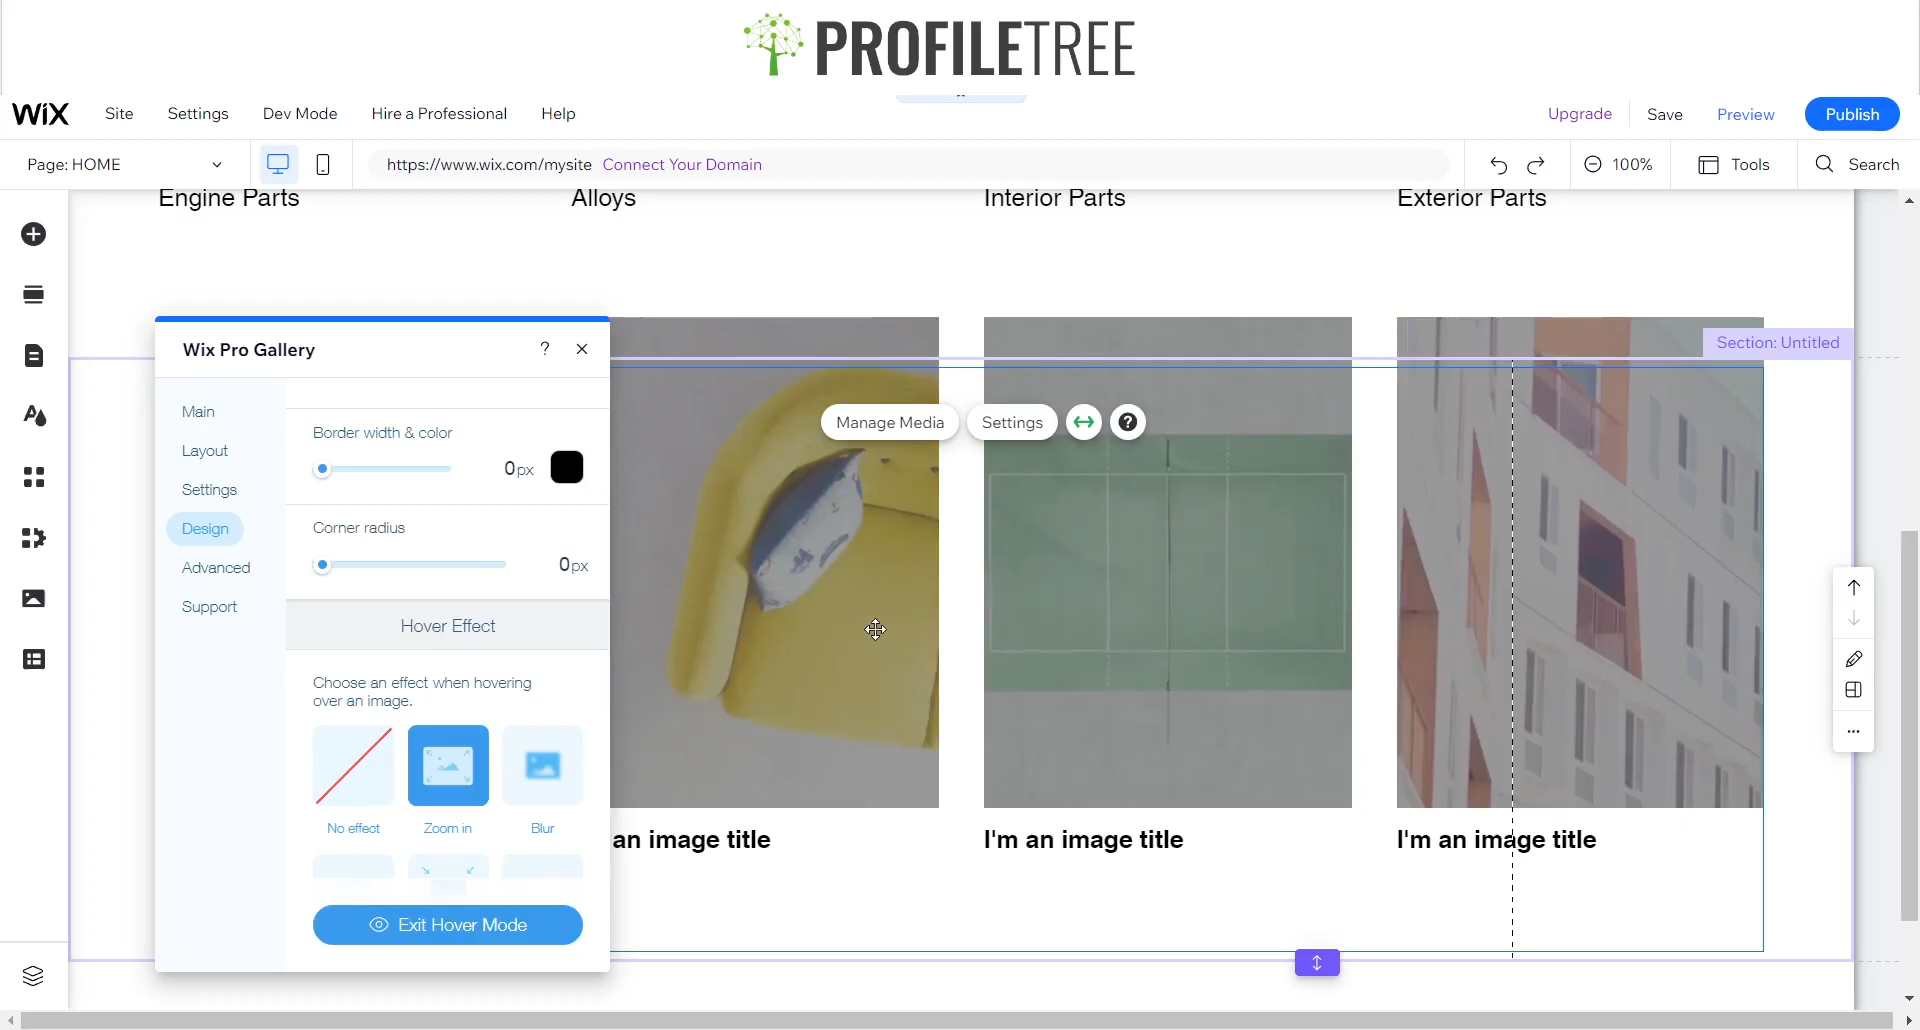 PROFILETREE
WiX
Site
Settings
Dev Mode
Hire a Professional
Help
Upgrade
Save
Preview
Publish
Page: HOME
https://www.wix.com/mysite Connect Your Domain
100%
Tools
Search
Engine Parts
Alloys
Interior Parts
Exterior Parts
Wix Pro Gallery
?
Section: Untitled
Main
Layout
Settings
Design
Advanced
Support
Border width & color
0px
Corner radius
0px
Hover Effect
Choose an effect when hovering
over an image.
No effect
Zoom in
Blur
Exit Hover Mode
Manage Media
Settings
?
an image title
I'm an image title
I'm an image title